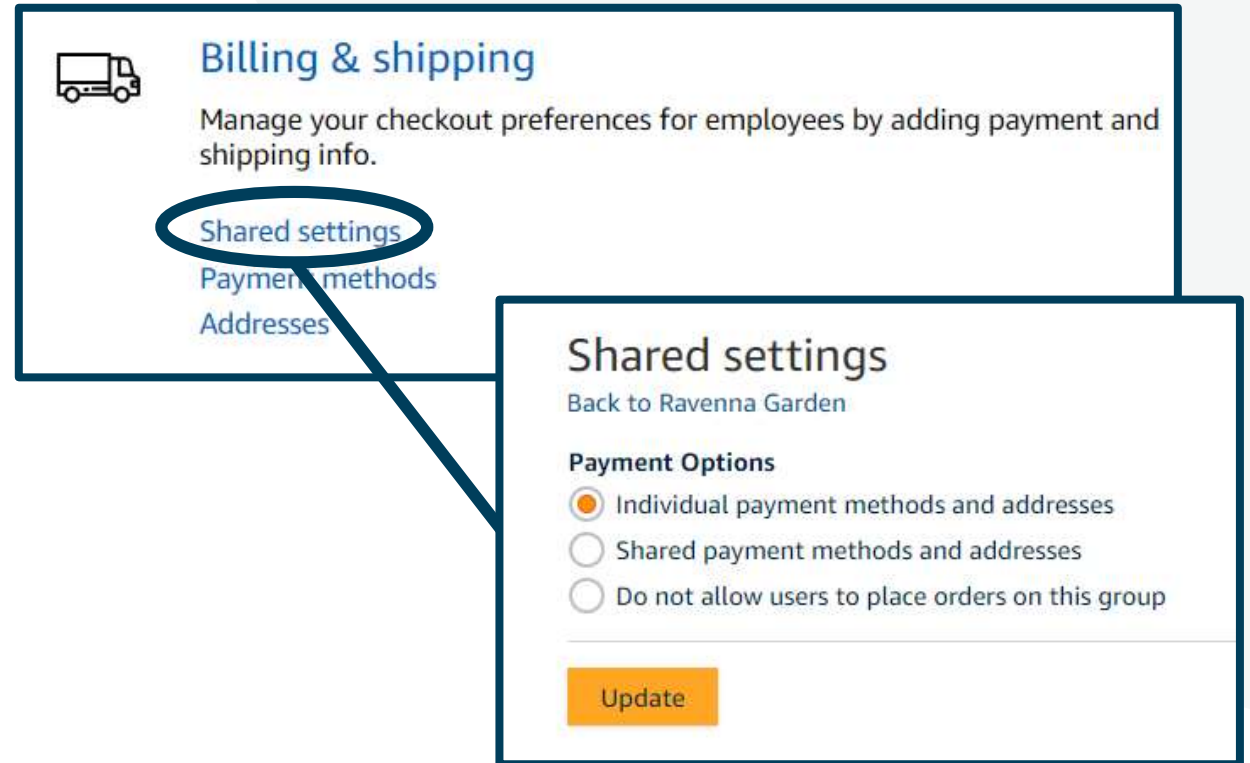 Billing & shipping
Manage your checkout preferences for employees by adding payment and
shipping info.
Shared settings
Payment methods
Addresses
Shared settings
Back to Ravenna Garden
Payment Options
Individual payment methods and addresses
Shared payment methods and addresses
Do not allow users to place orders on this group
Update